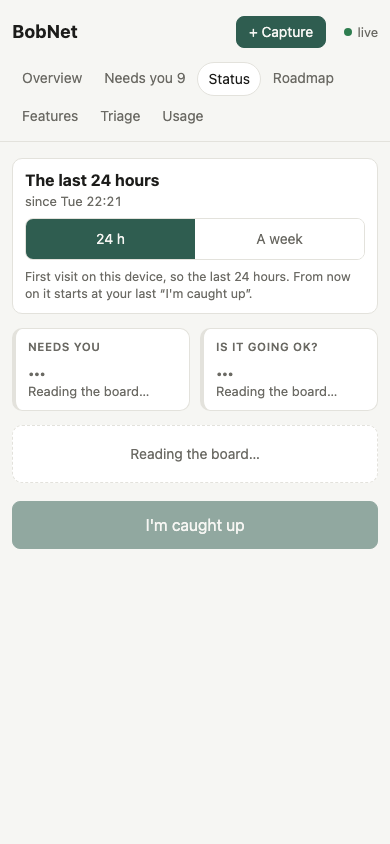 BobNet
+ Capture
live
Overview
Needs you 9
Status
Roadmap
Features
Triage
Usage
The last 24 hours
since Tue 22:21
24 h
A week
First visit on this device, so the last 24 hours. From now
on it starts at your last “I'm caught up”.
NEEDS YOU
...
Reading the board...
IS IT GOING OK?
...
Reading the board...
Reading the board...
I'm caught up